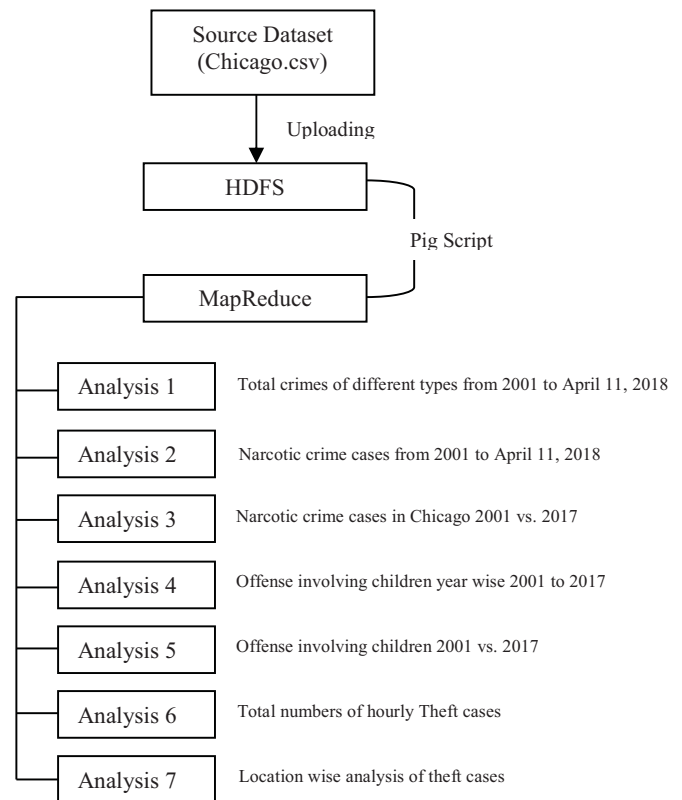 Source Dataset
(Chicago.csv)
Uploading
HDFS
Pig Script
MapReduce
Analysis 1 Total crimes of different types from 2001 to April 11, 2018
Analysis 2 Narcotic crime cases from 2001 to April 11, 2018
Analysis 3 Narcotic crime cases in Chicago 2001 vs. 2017
Analysis 4 Offense involving children year wise 2001 to 2017
Analysis 5 Offense involving children 2001 vs. 2017
Analysis 6 Total numbers of hourly Theft cases
Analysis 7 Location wise analysis of theft cases